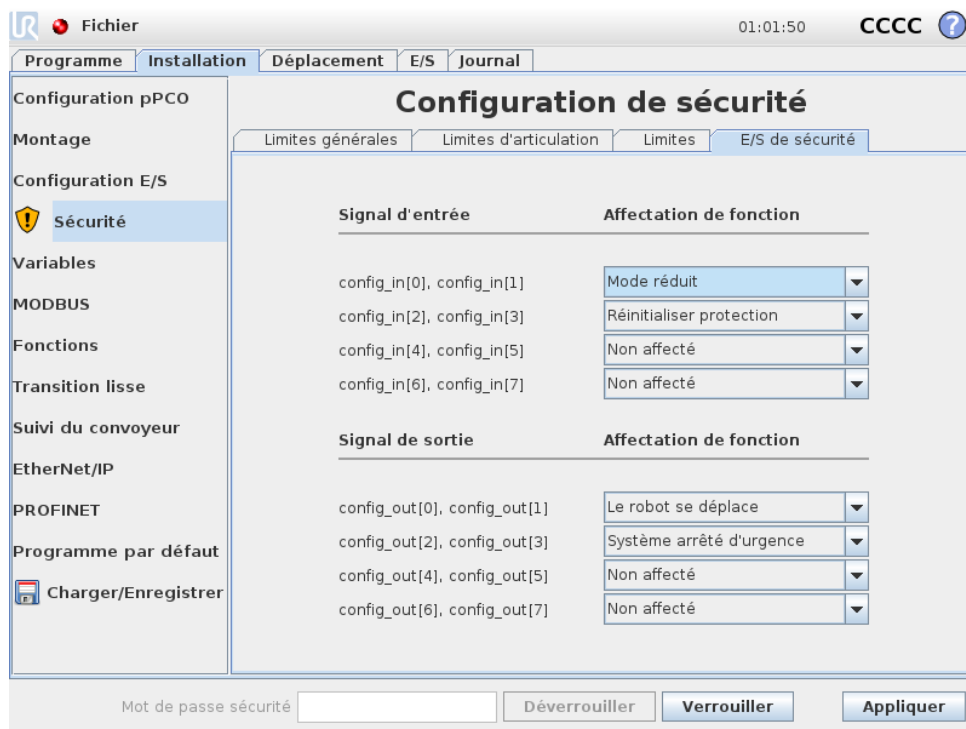 UR Fichier 01:01:50 CCCC ?
Programme Installation Déplacement E/S Journal
Configuration pPCO
Montage
Configuration E/S
Sécurité
Variables
MODBUS
Fonctions
Transition lisse
Suivi du convoyeur
EtherNet/IP
PROFINET
Programme par défaut
Charger/Enregistrer
Configuration de sécurité
Limites générales Limites d'articulation Limites E/S de sécurité
Signal d'entrée Affectation de fonction
config_in[0], config_in[1] Mode réduit
config_in[2], config_in[3] Réinitialiser protection
config_in[4], config_in[5] Non affecté
config_in[6], config_in[7] Non affecté
Signal de sortie Affectation de fonction
config_out[0], config_out[1] Le robot se déplace
config_out[2], config_out[3] Système arrêté d'urgence
config_out[4], config_out[5] Non affecté
config_out[6], config_out[7] Non affecté
Mot de passe sécurité Déverrouiller Verrouiller Appliquer